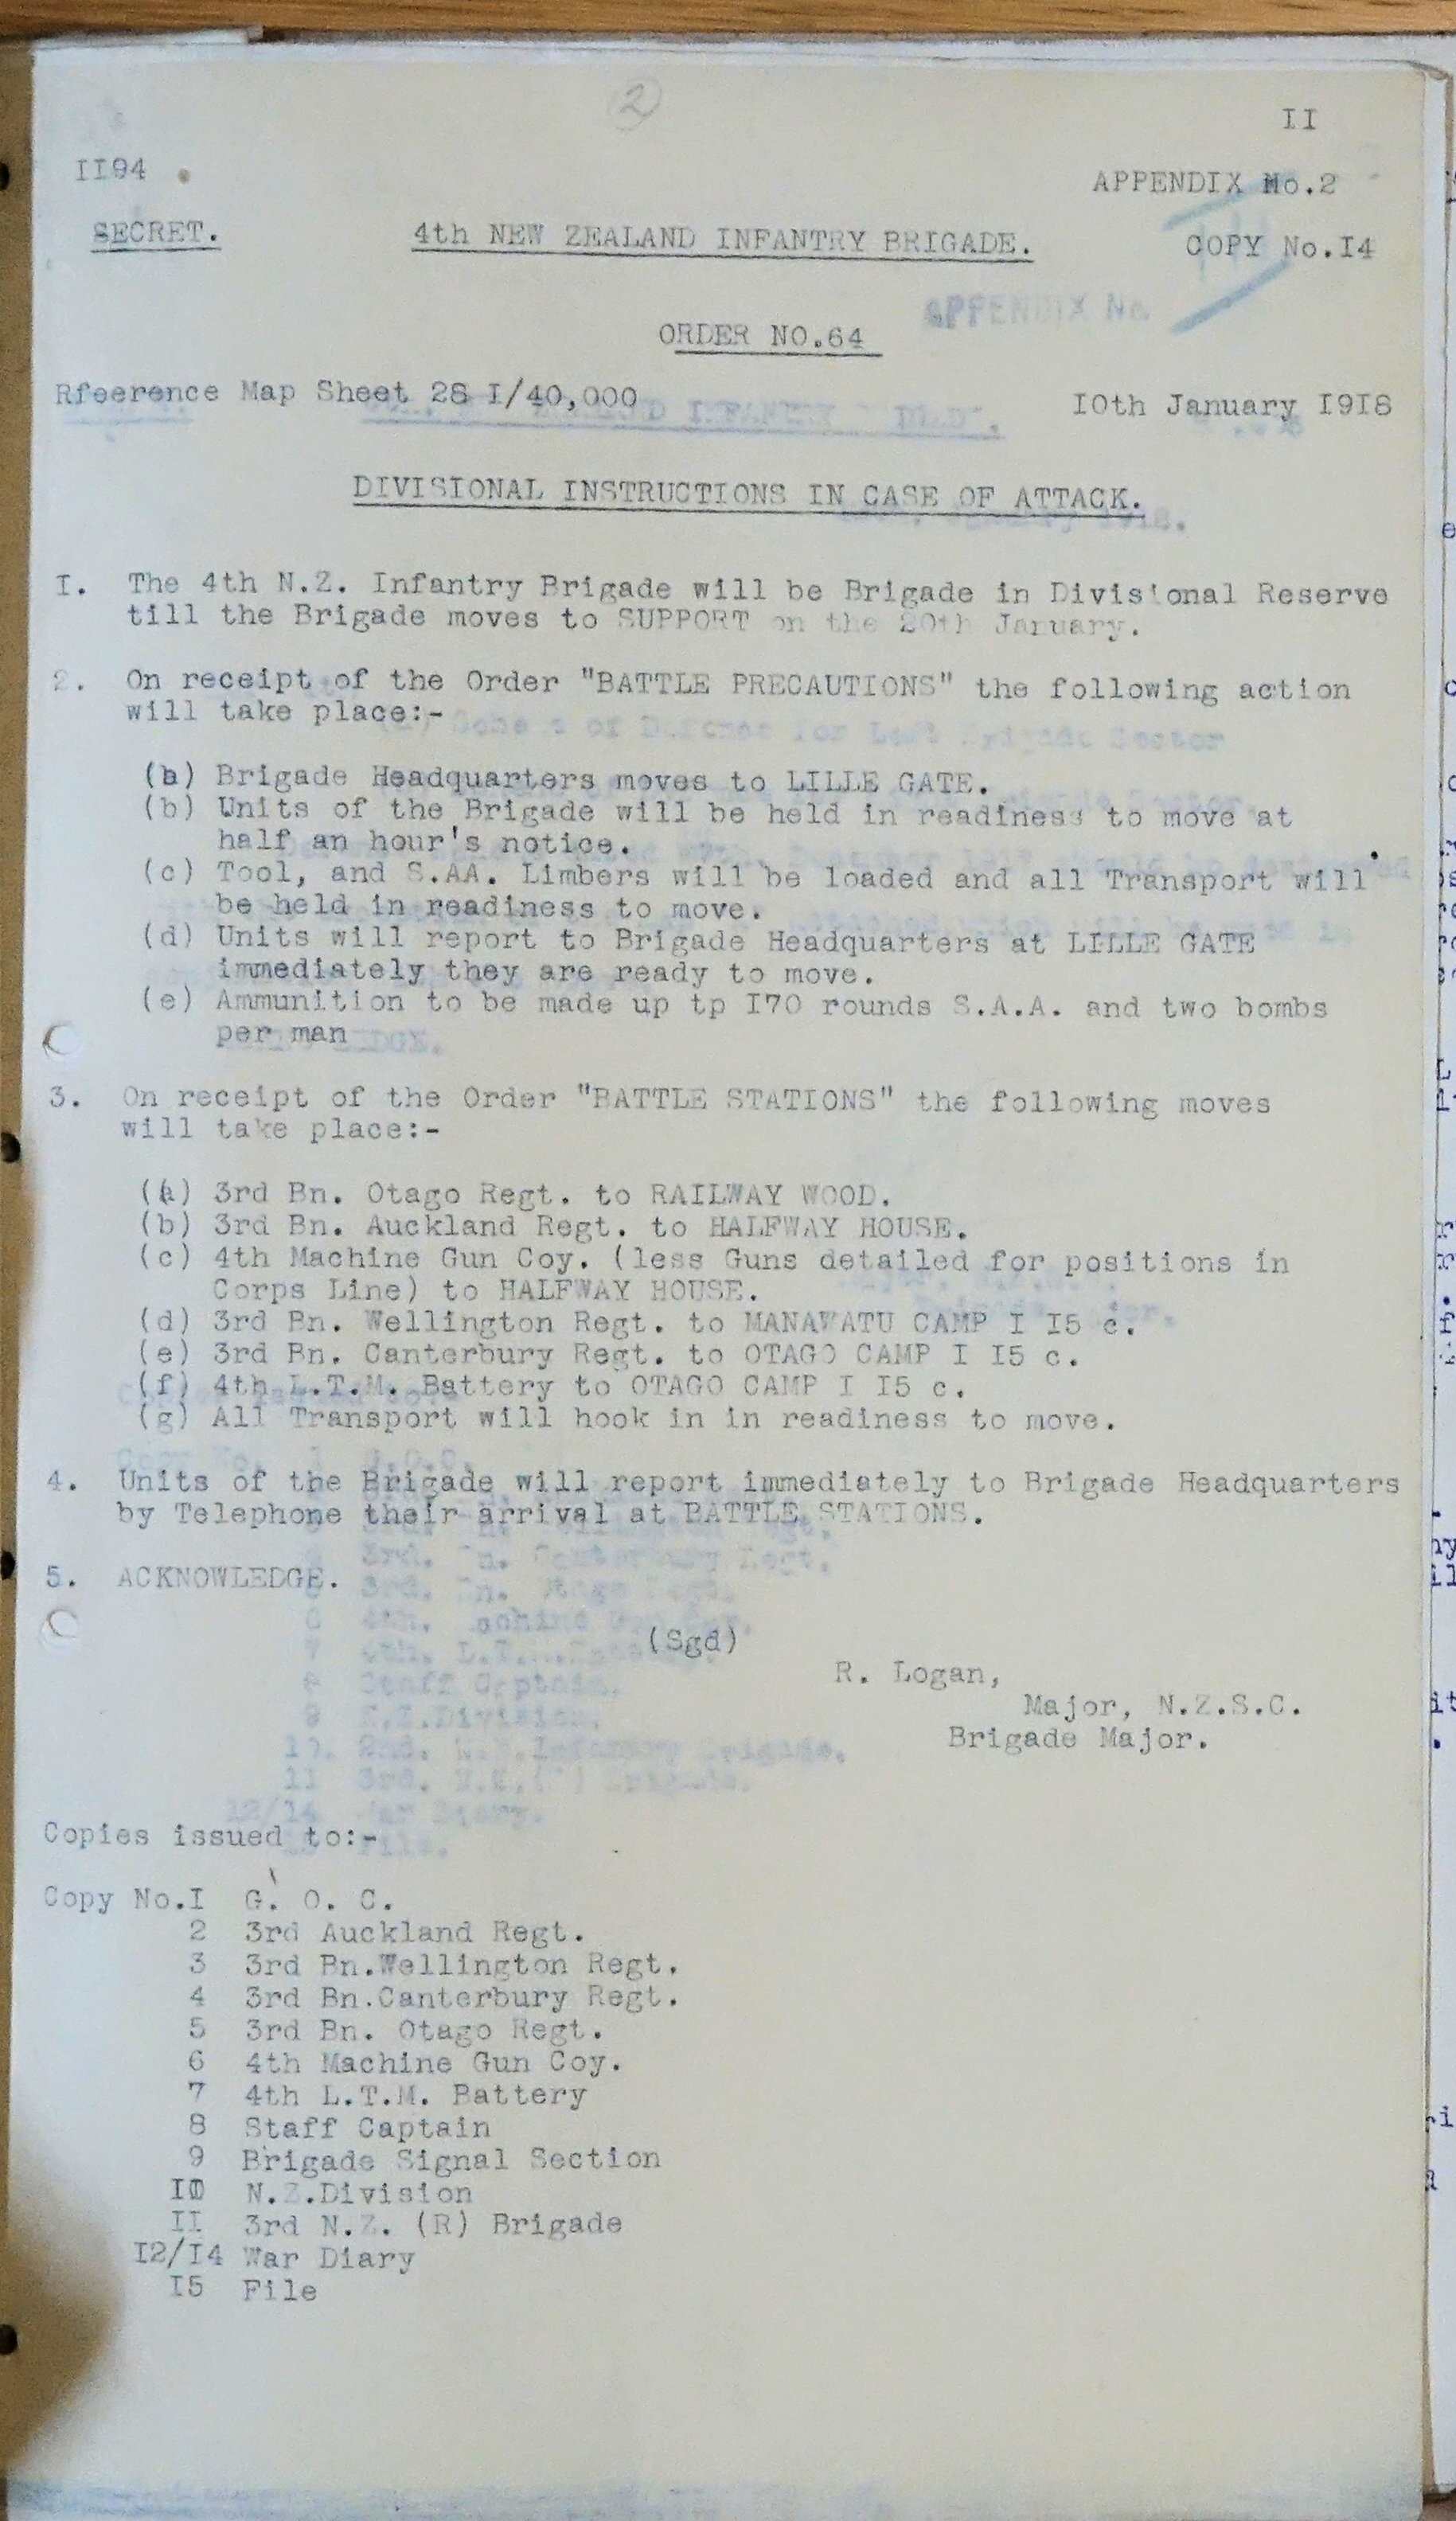 2
II
II94
APPENDIX No.2
SECRET.
4th NEW ZEALAND INFANTRY BRIGADE.
COPY No.I4
APPENDIX No.
ORDER NO.64
Rfeerence Map Sheet 28 I/40,000
I0th January I918
DIVISIONAL INSTRUCTIONS IN CASE OF ATTACK.
I. The 4th N.Z. Infantry Brigade will be Brigade in Divisional Reserve
till the Brigade moves to SUPPORT on the 20th January.
2. On receipt of the Order "BATTLE PRECAUTIONS" the following action
will take place:-
(a) Brigade Headquarters moves to LILLE GATE.
(b) Units of the Brigade will be held in readiness to move at
half an hour's notice.
(c) Tool, and S.AA. Limbers will be loaded and all Transport will
be held in readiness to move.
(d) Units will report to Brigade Headquarters at LILLE GATE
immediately they are ready to move.
(e) Ammunition to be made up tp I70 rounds S.A.A. and two bombs
per man
3. On receipt of the Order "BATTLE STATIONS" the following moves
will take place:-
(a) 3rd Bn. Otago Regt. to RAILWAY WOOD.
(b) 3rd Bn. Auckland Regt. to HALFWAY HOUSE.
(c) 4th Machine Gun Coy. (less Guns detailed for positions in
Corps Line) to HALFWAY HOUSE.
(d) 3rd Bn. Wellington Regt. to MANAWATU CAMP I I5 c.
(e) 3rd Bn. Canterbury Regt. to OTAGO CAMP I I5 c.
(f) 4th L.T.M. Battery to OTAGO CAMP I I5 c.
(g) All Transport will hook in in readiness to move.
4. Units of the Brigade will report immediately to Brigade Headquarters
by Telephone their arrival at BATTLE STATIONS.
5. ACKNOWLEDGE.
(Sgd)
R. Logan,
Major, N.Z.S.C.
Brigade Major.
Copies issued to:-
Copy No.I G. O. C.
2 3rd Auckland Regt.
3 3rd Bn.Wellington Regt.
4 3rd Bn.Canterbury Regt.
5 3rd Bn. Otago Regt.
6 4th Machine Gun Coy.
7 4th L.T.M. Battery
8 Staff Captain
9 Brigade Signal Section
I0 N.Z.Division
II 3rd N.Z. (R) Brigade
I2/I4 War Diary
I5 File